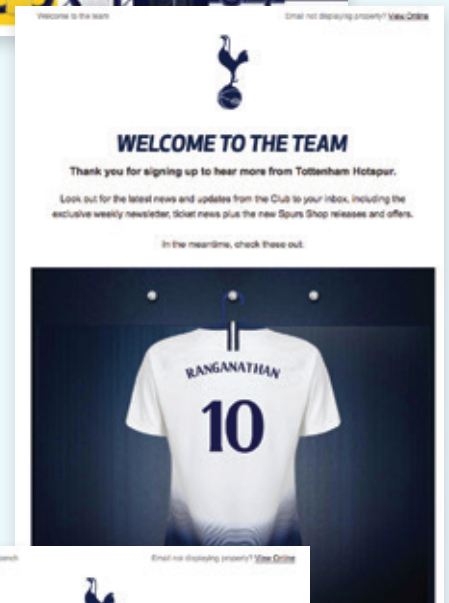 Welcome to the team
Email not displaying properly? View Online
WELCOME TO THE TEAM
Thank you for signing up to hear more from Tottenham Hotspur.
Look out for the latest news and updates from the Club to your inbox, including the
exclusive weekly newsletter, ticket news plus the new Spurs Shop releases and offers.
In the meantime, check these out:
RANGANATHAN
10
Email not displaying properly? View Online